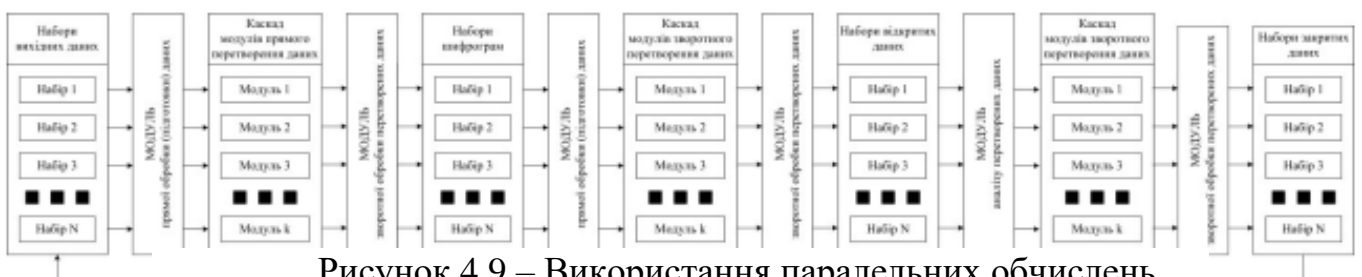 Набори
вихідних даних
Набір 1
Набір 2
Набір 3
Набір N
МОДУЛЬ
прямої обробки (підготовки) даних
Каскад
модулів прямого
перетворення даних
Модуль 1
Модуль 2
Модуль 3
Модуль k
МОДУЛЬ
зворотної обробки перетворених даних
Набори
шифрограм
Набір 1
Набір 2
Набір 3
Набір N
МОДУЛЬ
прямої обробки (підготовки) даних
Каскад
модулів зворотного
перетворення даних
Модуль 1
Модуль 2
Модуль 3
Модуль k
МОДУЛЬ
зворотної обробки перетворених даних
Набори відкритих
даних
Набір 1
Набір 2
Набір 3
Набір N
МОДУЛЬ
аналізу перетворених даних
Каскад
модулів зворотного
перетворення даних
Модуль 1
Модуль 2
Модуль 3
Модуль k
МОДУЛЬ
зворотної обробки перетворених даних
Набори закритих
даних
Набір 1
Набір 2
Набір 3
Набір N
Рисунок 4.9 – Використання паралельних обчислень